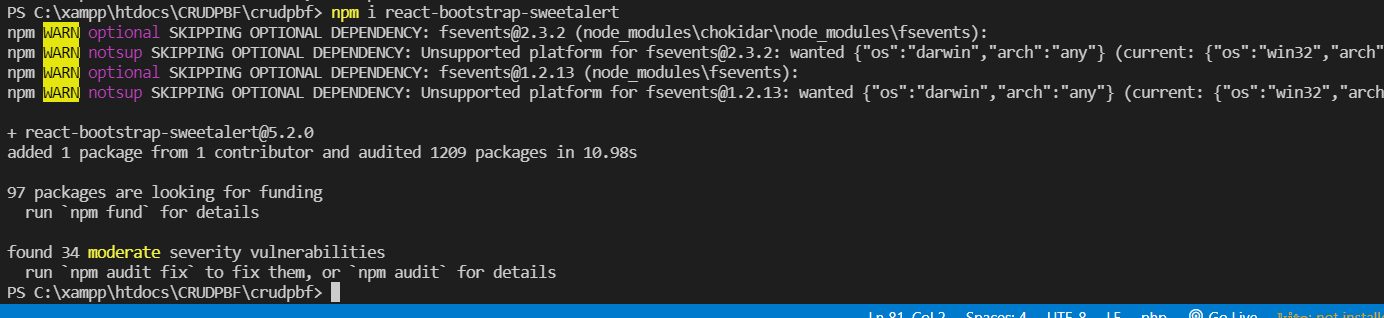 PS C:\xampp\htdocs\CRUDPBF\crudpbf> npm i react-bootstrap-sweetalert
npm WARN optional SKIPPING OPTIONAL DEPENDENCY: fsevents@2.3.2 (node_modules\chokidar\node_modules\fsevents):
npm WARN notsup SKIPPING OPTIONAL DEPENDENCY: Unsupported platform for fsevents@2.3.2: wanted {"os":"darwin","arch":"any"} (current: {"os":"win32","arch"
npm WARN optional SKIPPING OPTIONAL DEPENDENCY: fsevents@1.2.13 (node_modules\fsevents):
npm WARN notsup SKIPPING OPTIONAL DEPENDENCY: Unsupported platform for fsevents@1.2.13: wanted {"os":"darwin","arch":"any"} (current: {"os":"win32","arch
+ react-bootstrap-sweetalert@5.2.0
added 1 package from 1 contributor and audited 1209 packages in 10.98s
97 packages are looking for funding
run `npm fund` for details
found 34 moderate severity vulnerabilities
run `npm audit fix` to fix them, or `npm audit` for details
PS C:\xampp\htdocs\CRUDPBF\crudpbf>
Ln 81, Col 2 Spaces: 4 UTF-8 LF php Go Live kite: not install